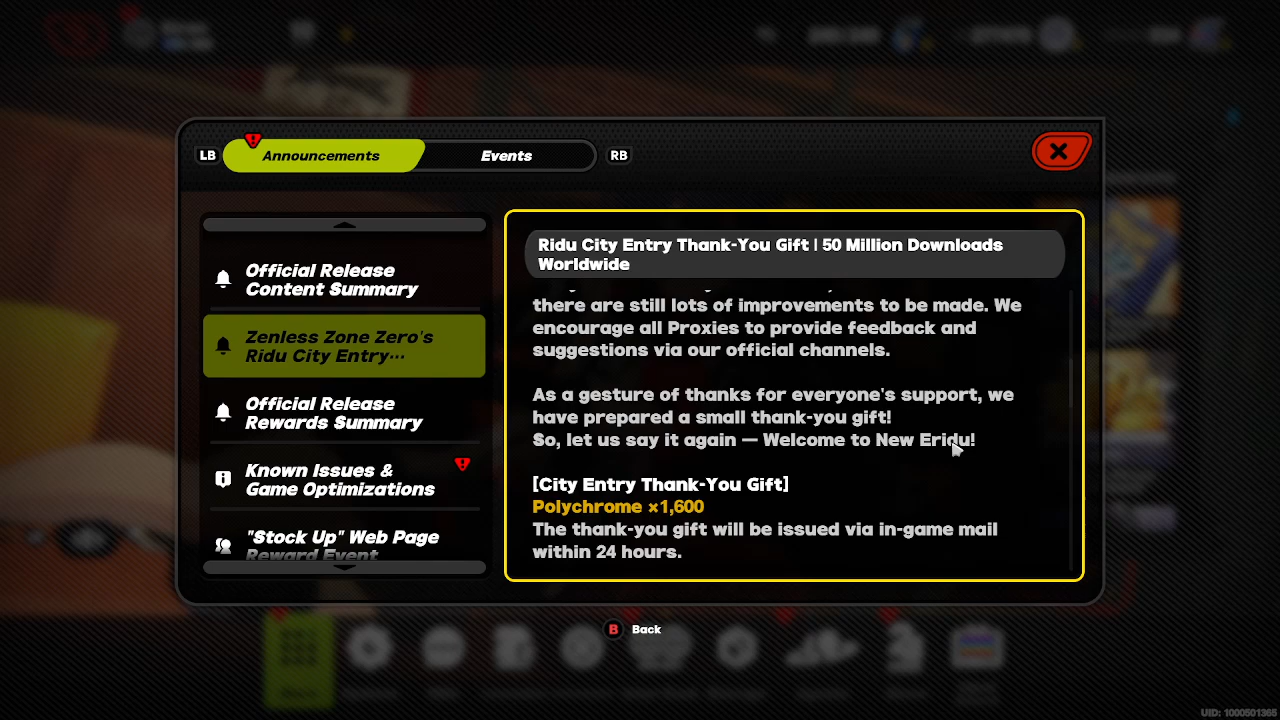 LB
Announcements
Events
RB
Official Release
Content Summary
Zenless Zone Zero's
Ridu City Entry···
Official Release
Rewards Summary
Known Issues &
Game Optimizations
"Stock Up" Web Page
Reward Event
Ridu City Entry Thank-You Gift | 50 Million Downloads
Worldwide
there are still lots of improvements to be made. We
encourage all Proxies to provide feedback and
suggestions via our official channels.
As a gesture of thanks for everyone's support, we
have prepared a small thank-you gift!
So, let us say it again — Welcome to New Eridu!
[City Entry Thank-You Gift]
Polychrome ×1,600
The thank-you gift will be issued via in-game mail
within 24 hours.
B Back
UID: 1000501365